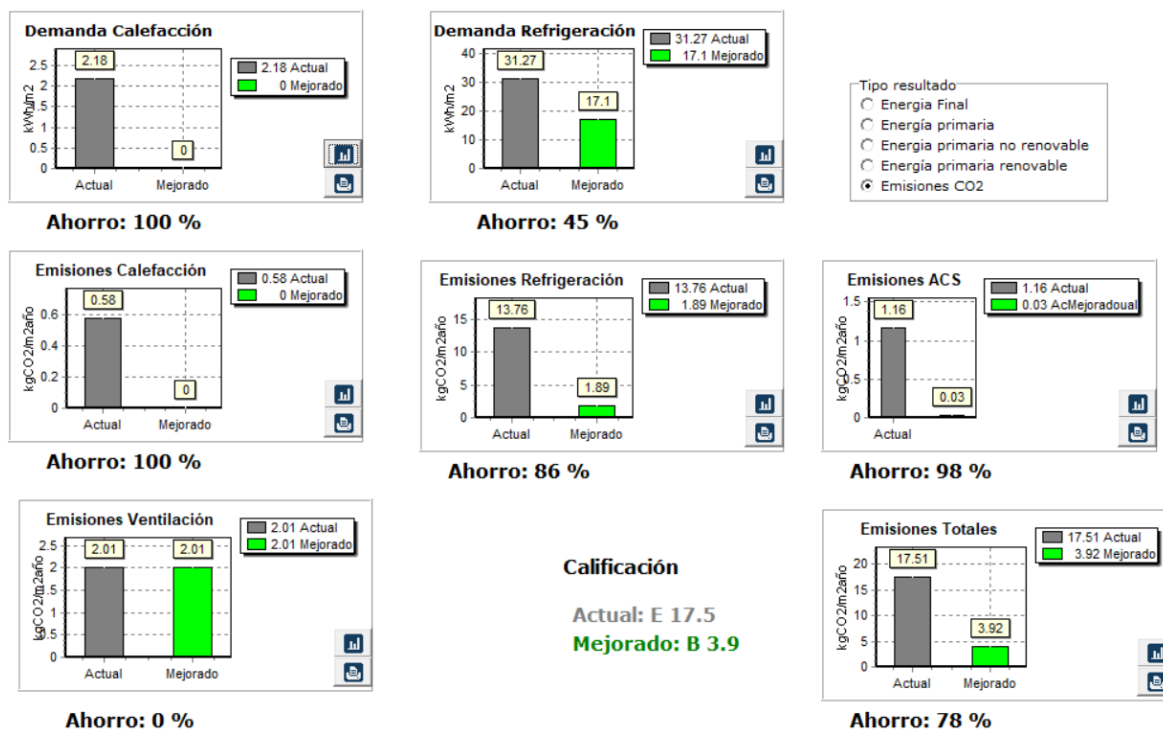 Demanda Calefacción
2.18 Actual
0 Mejorado
kWh/m2
2.5
2
1.5
1
0.5
0
2.18
0
Actual Mejorado
Ahorro: 100 %
Demanda Refrigeración
31.27 Actual
17.1 Mejorado
kWh/m2
40
30
20
10
0
31.27
17.1
Actual Mejorado
Ahorro: 45 %
Tipo resultado
Energia Final
Energía primaria
Energia primaria no renovable
Energía primaria renovable
Emisiones CO2
Emisiones Calefacción
0.58 Actual
0 Mejorado
kgCO2/m2año
0.6
0.4
0.2
0
0.58
0
Actual Mejorado
Ahorro: 100 %
Emisiones Refrigeración
13.76 Actual
1.89 Mejorado
kgCO2/m2año
15
10
5
0
13.76
1.89
Actual Mejorado
Ahorro: 86 %
Emisiones ACS
1.16 Actual
0.03 AcMejoradoual
kgCO2/m2año
1.5
1
0.5
0
1.16
0.03
Actual
Ahorro: 98 %
Emisiones Ventilación
2.01 Actual
2.01 Mejorado
kgCO2/m2año
2.5
2
1.5
1
0.5
0
2.01
2.01
Actual Mejorado
Ahorro: 0 %
Calificación
Actual: E 17.5
Mejorado: B 3.9
Emisiones Totales
17.51 Actual
3.92 Mejorado
kgCO2/m2año
20
15
10
5
0
17.51
3.92
Actual Mejorado
Ahorro: 78 %